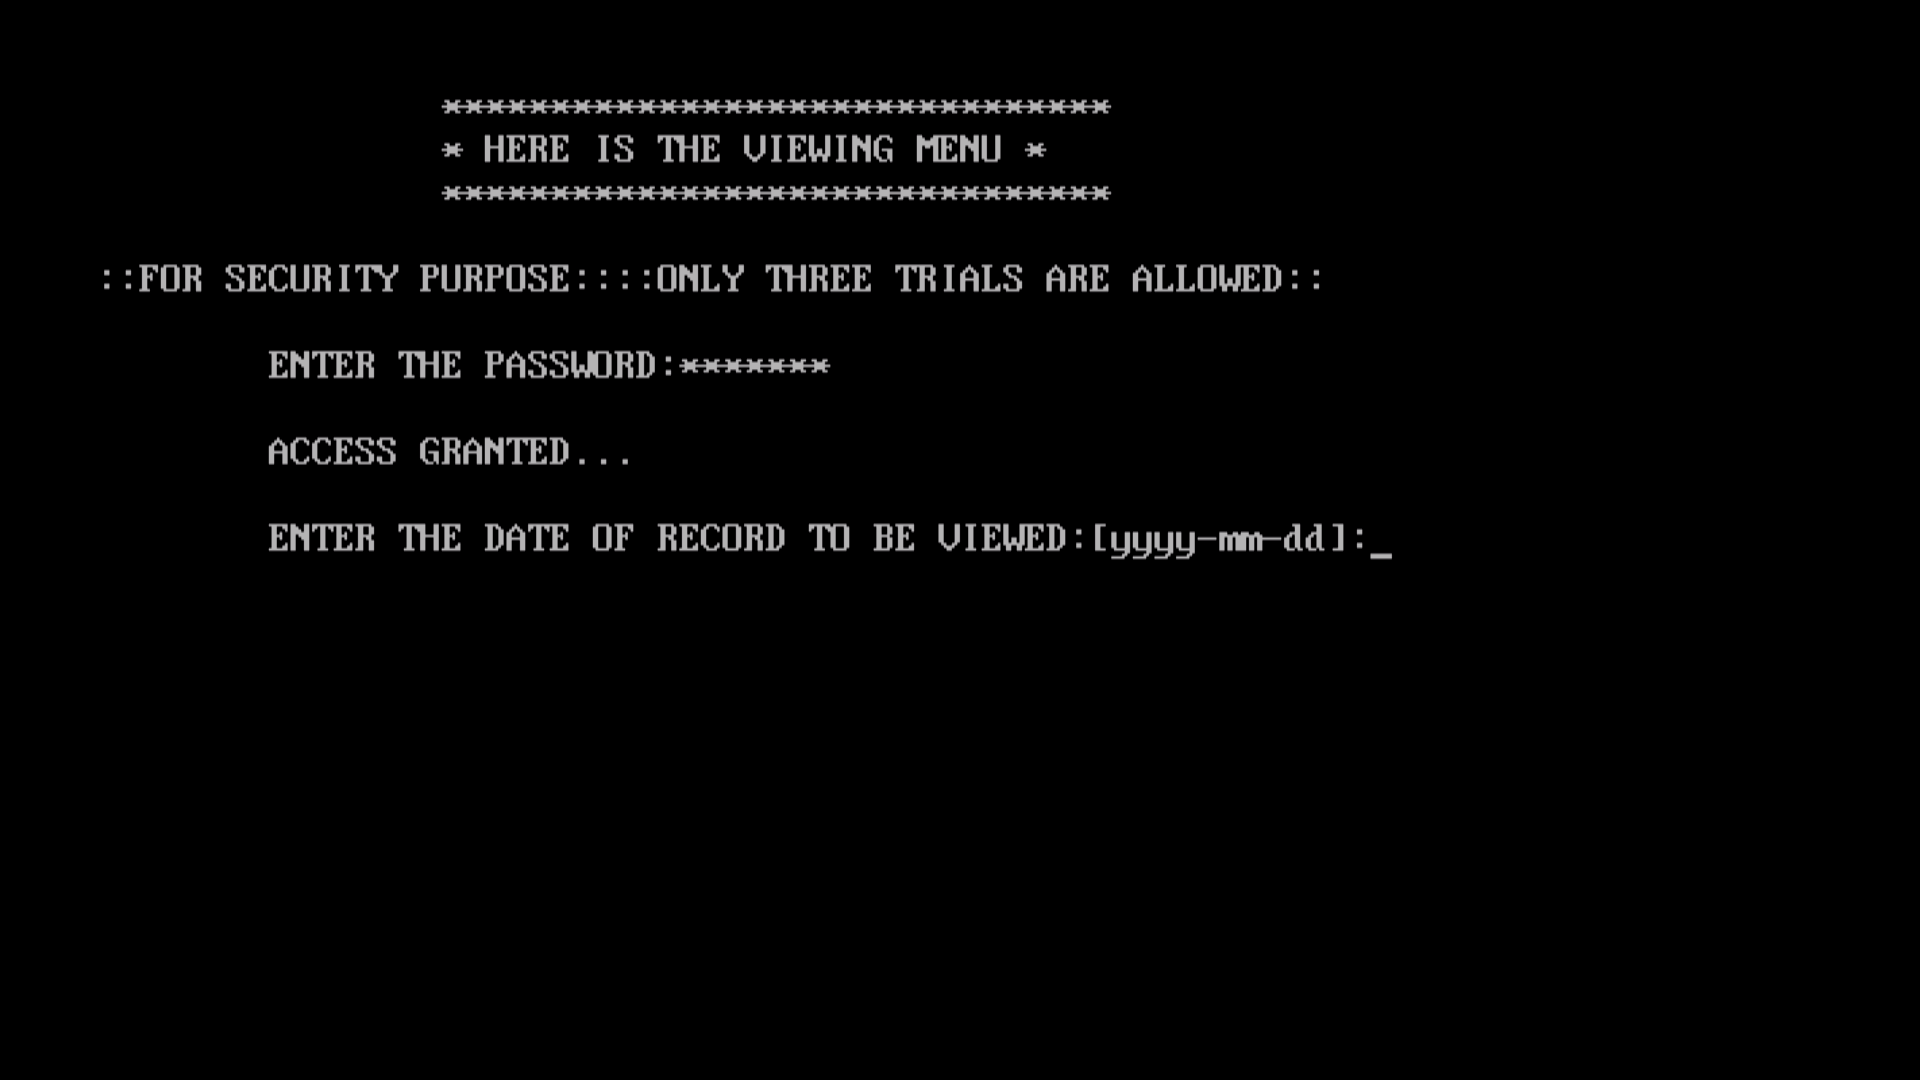 *******************************
* HERE IS THE VIEWING MENU *
*******************************
::FOR SECURITY PURPOSE::::ONLY THREE TRIALS ARE ALLOWED::
ENTER THE PASSWORD:*******
ACCESS GRANTED...
ENTER THE DATE OF RECORD TO BE VIEWED:[yyyy-mm-dd]:_